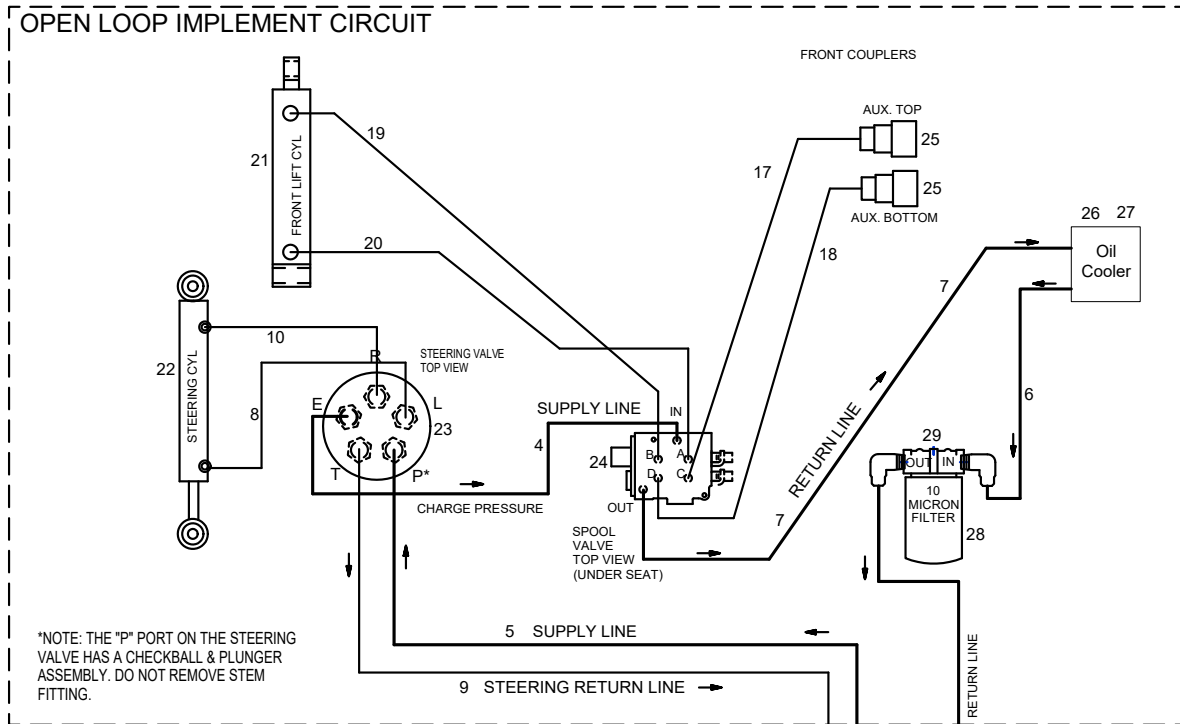 OPEN LOOP IMPLEMENT CIRCUIT
FRONT COUPLERS
AUX. TOP
25
25
AUX. BOTTOM
19
21
FRONT LIFT CYL
20
17
18
26 27
Oil
Cooler
7
22
STEERING CYL
10
8
R
STEERING VALVE
TOP VIEW
E
L
23
T
P*
SUPPLY LINE
4
CHARGE PRESSURE
IN
24
B
A
D
C
OUT
SPOOL
VALVE
TOP VIEW
(UNDER SEAT)
RETURN LINE
7
6
29
OUT
IN
10
MICRON
FILTER
28
*NOTE: THE "P" PORT ON THE STEERING
VALVE HAS A CHECKBALL & PLUNGER
ASSEMBLY. DO NOT REMOVE STEM
FITTING.
5 SUPPLY LINE
9 STEERING RETURN LINE
RETURN LINE